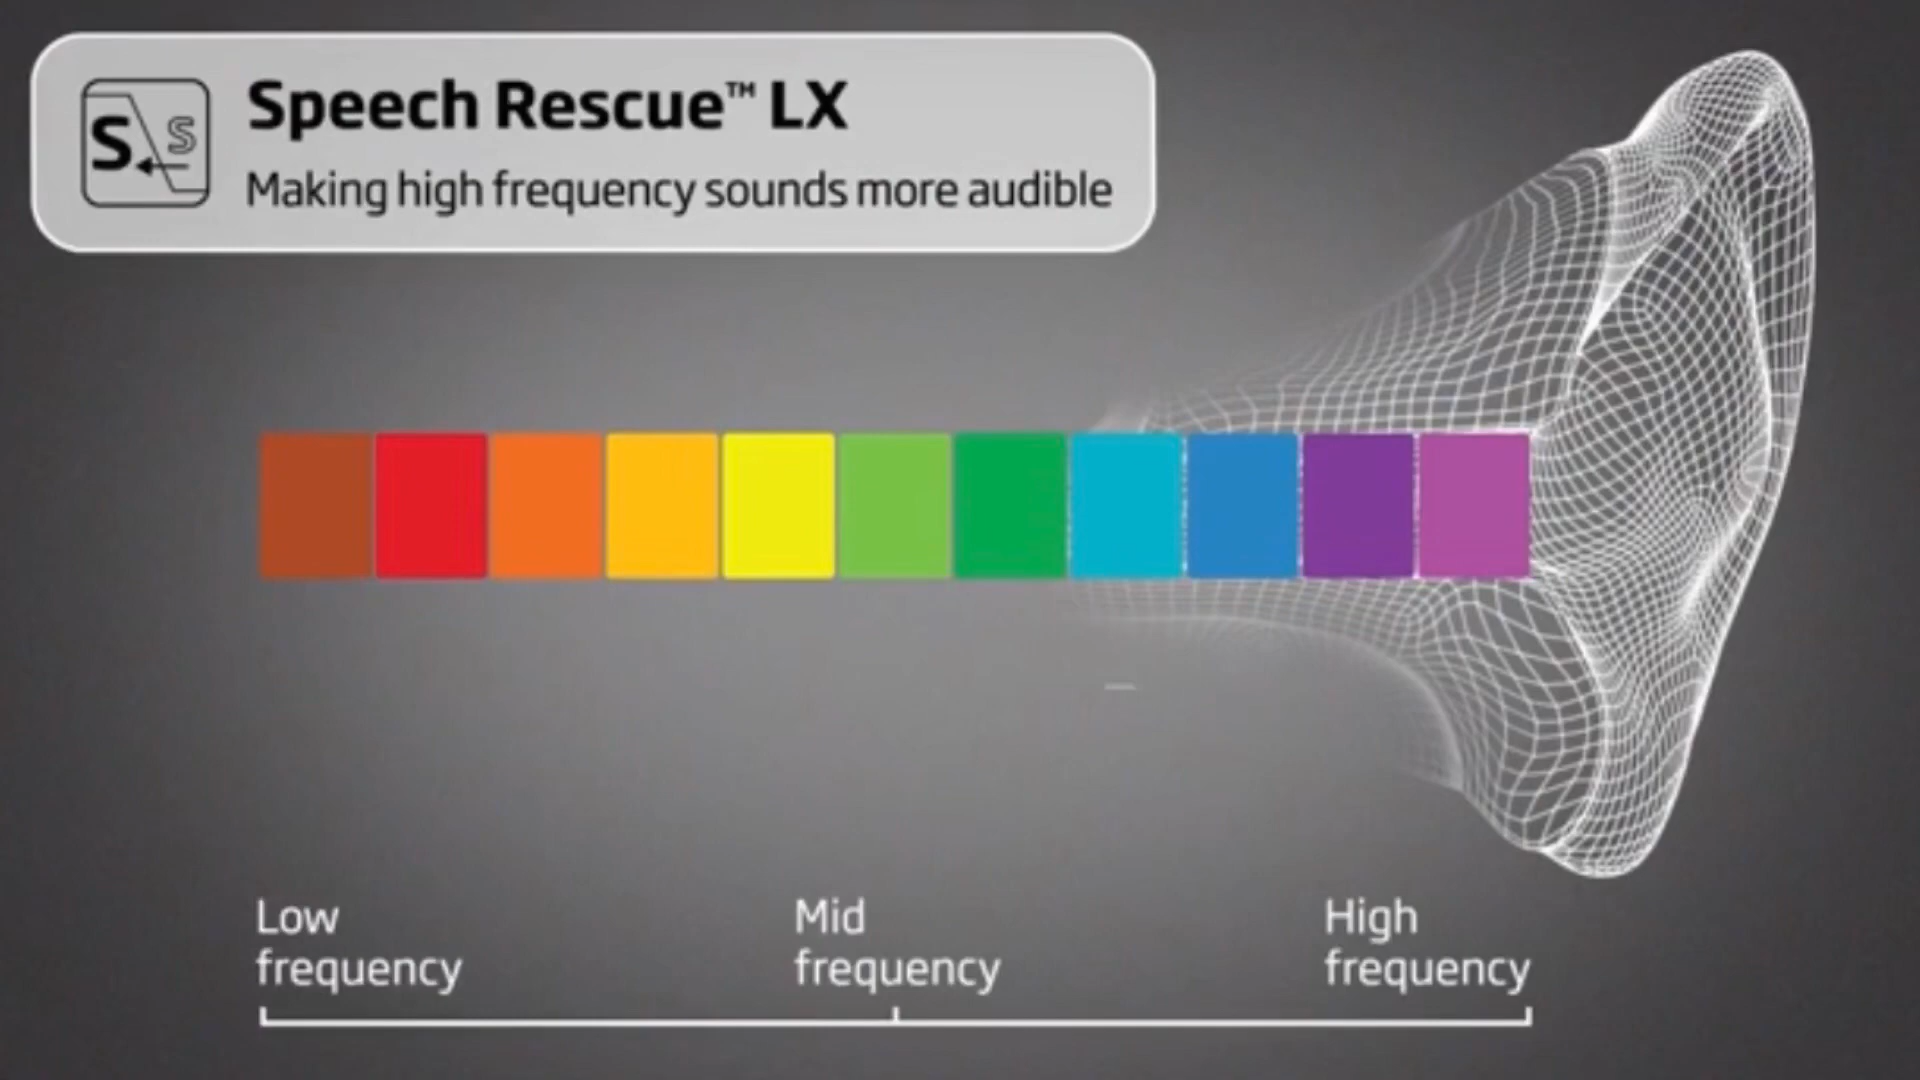 S S
Speech Rescue™ LX
Making high frequency sounds more audible
Low
frequency
Mid
frequency
High
frequency